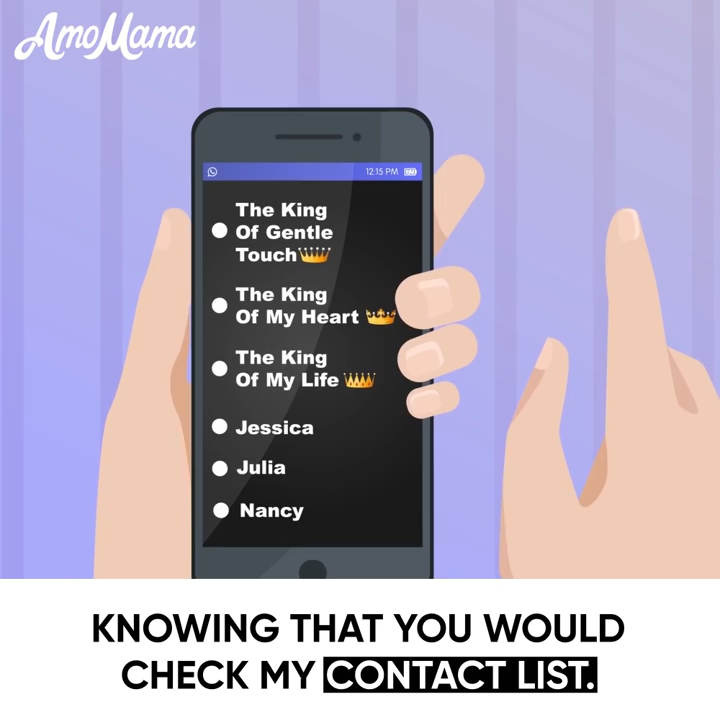 AmoMama
12:15 PM
The King
Of Gentle
Touch👑
The King
Of My Heart 👑
The King
Of My Life 👑
Jessica
Julia
Nancy
KNOWING THAT YOU WOULD
CHECK MY CONTACT LIST.